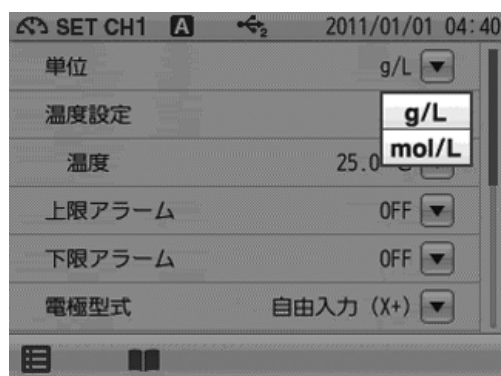 SET CH1 A 2 2011/01/01 04:40
単位 g/L
温度設定
g/L
mol/L
温度 25.0
上限アラーム OFF
下限アラーム OFF
電極型式 自由入力 (X+)